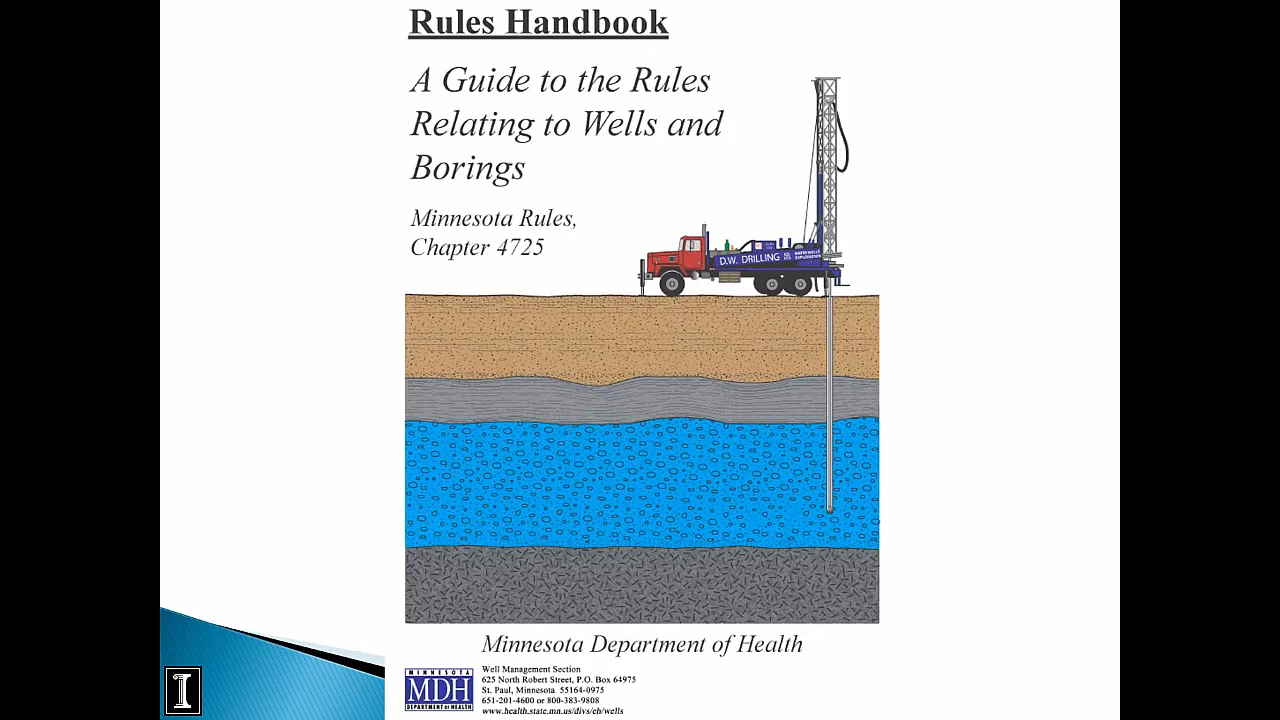 Rules Handbook
A Guide to the Rules
Relating to Wells and
Borings
Minnesota Rules,
Chapter 4725
D.W. DRILLING
Minnesota Department of Health
MINNESOTA
MDH
DEPARTMENT OF HEALTH
Well Management Section
625 North Robert Street, P.O. Box 64975
St. Paul, Minnesota 55164-0975
651-201-4600 or 800-383-9808
www.health.state.mn.us/divs/eh/wells
I